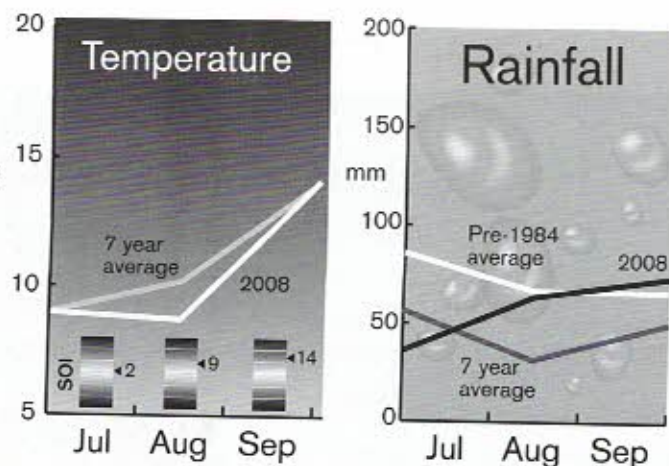 Temperature
20
15
10
5
7 year
average
2008
SOI
2
9
14
Jul Aug Sep
Rainfall
200
150
mm
100
50
0
Pre-1984
average
2008
7 year
average
Jul Aug Sep